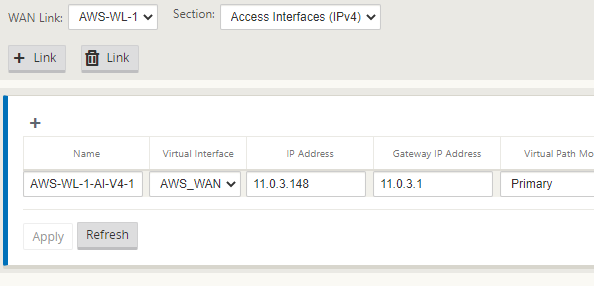 WAN Link: AWS-WL-1 Section: Access Interfaces (IPv4)
+ Link Link
+
Name Virtual Interface IP Address Gateway IP Address Virtual Path Mo
AWS-WL-1-AI-V4-1 AWS_WAN 11.0.3.148 11.0.3.1 Primary
Apply Refresh